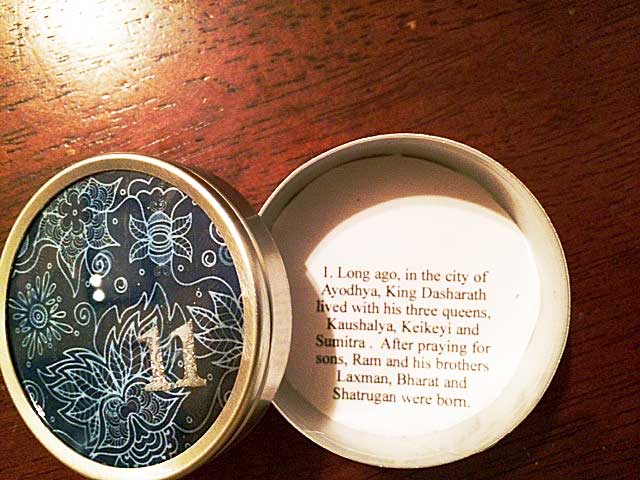 11
1. Long ago, in the city of
Ayodhya, King Dasharath
lived with his three queens,
Kaushalya, Keikeyi and
Sumitra . After praying for
sons, Ram and his brothers
Laxman, Bharat and
Shatrugan were born.